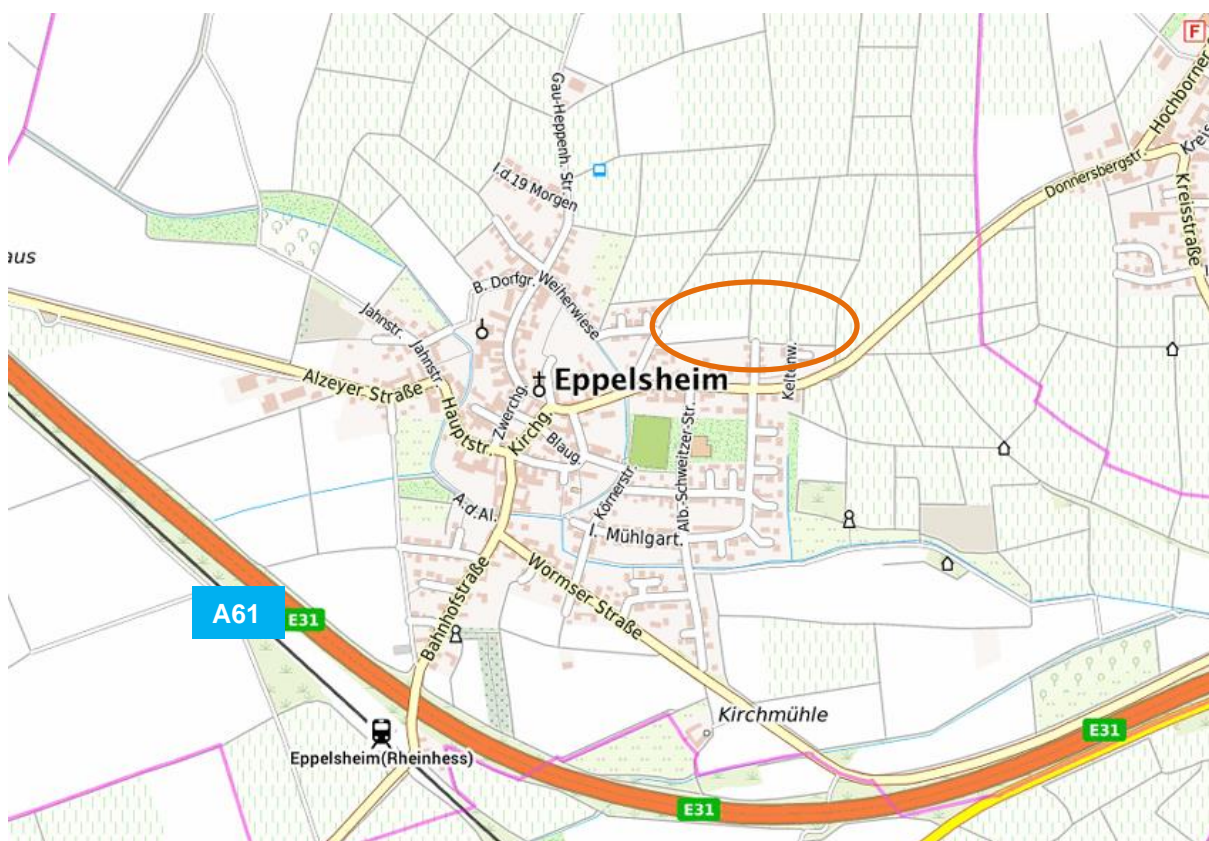 F
Hochborner
Gau-Heppenh. Str.
Kreis
Donnersbergstr.
I.d.19 Morgen
Kreisstraße
aus
B. Dorfgr.
Weiherwiese
Jahnstr.
Jahnstr.
Keltenw.
Eppelsheim
Alzeyer Straße
Zwerchg.
Hauptstr.
Kirchg.
Blaug.
Alb.-Schweitzer-Str.
Körnerstr.
A.d.Al.
I. Mühlgart.
Wormser Straße
A61
E31
Bahnhofstraße
Kirchmühle
Eppelsheim(Rheinhess)
E31
E31